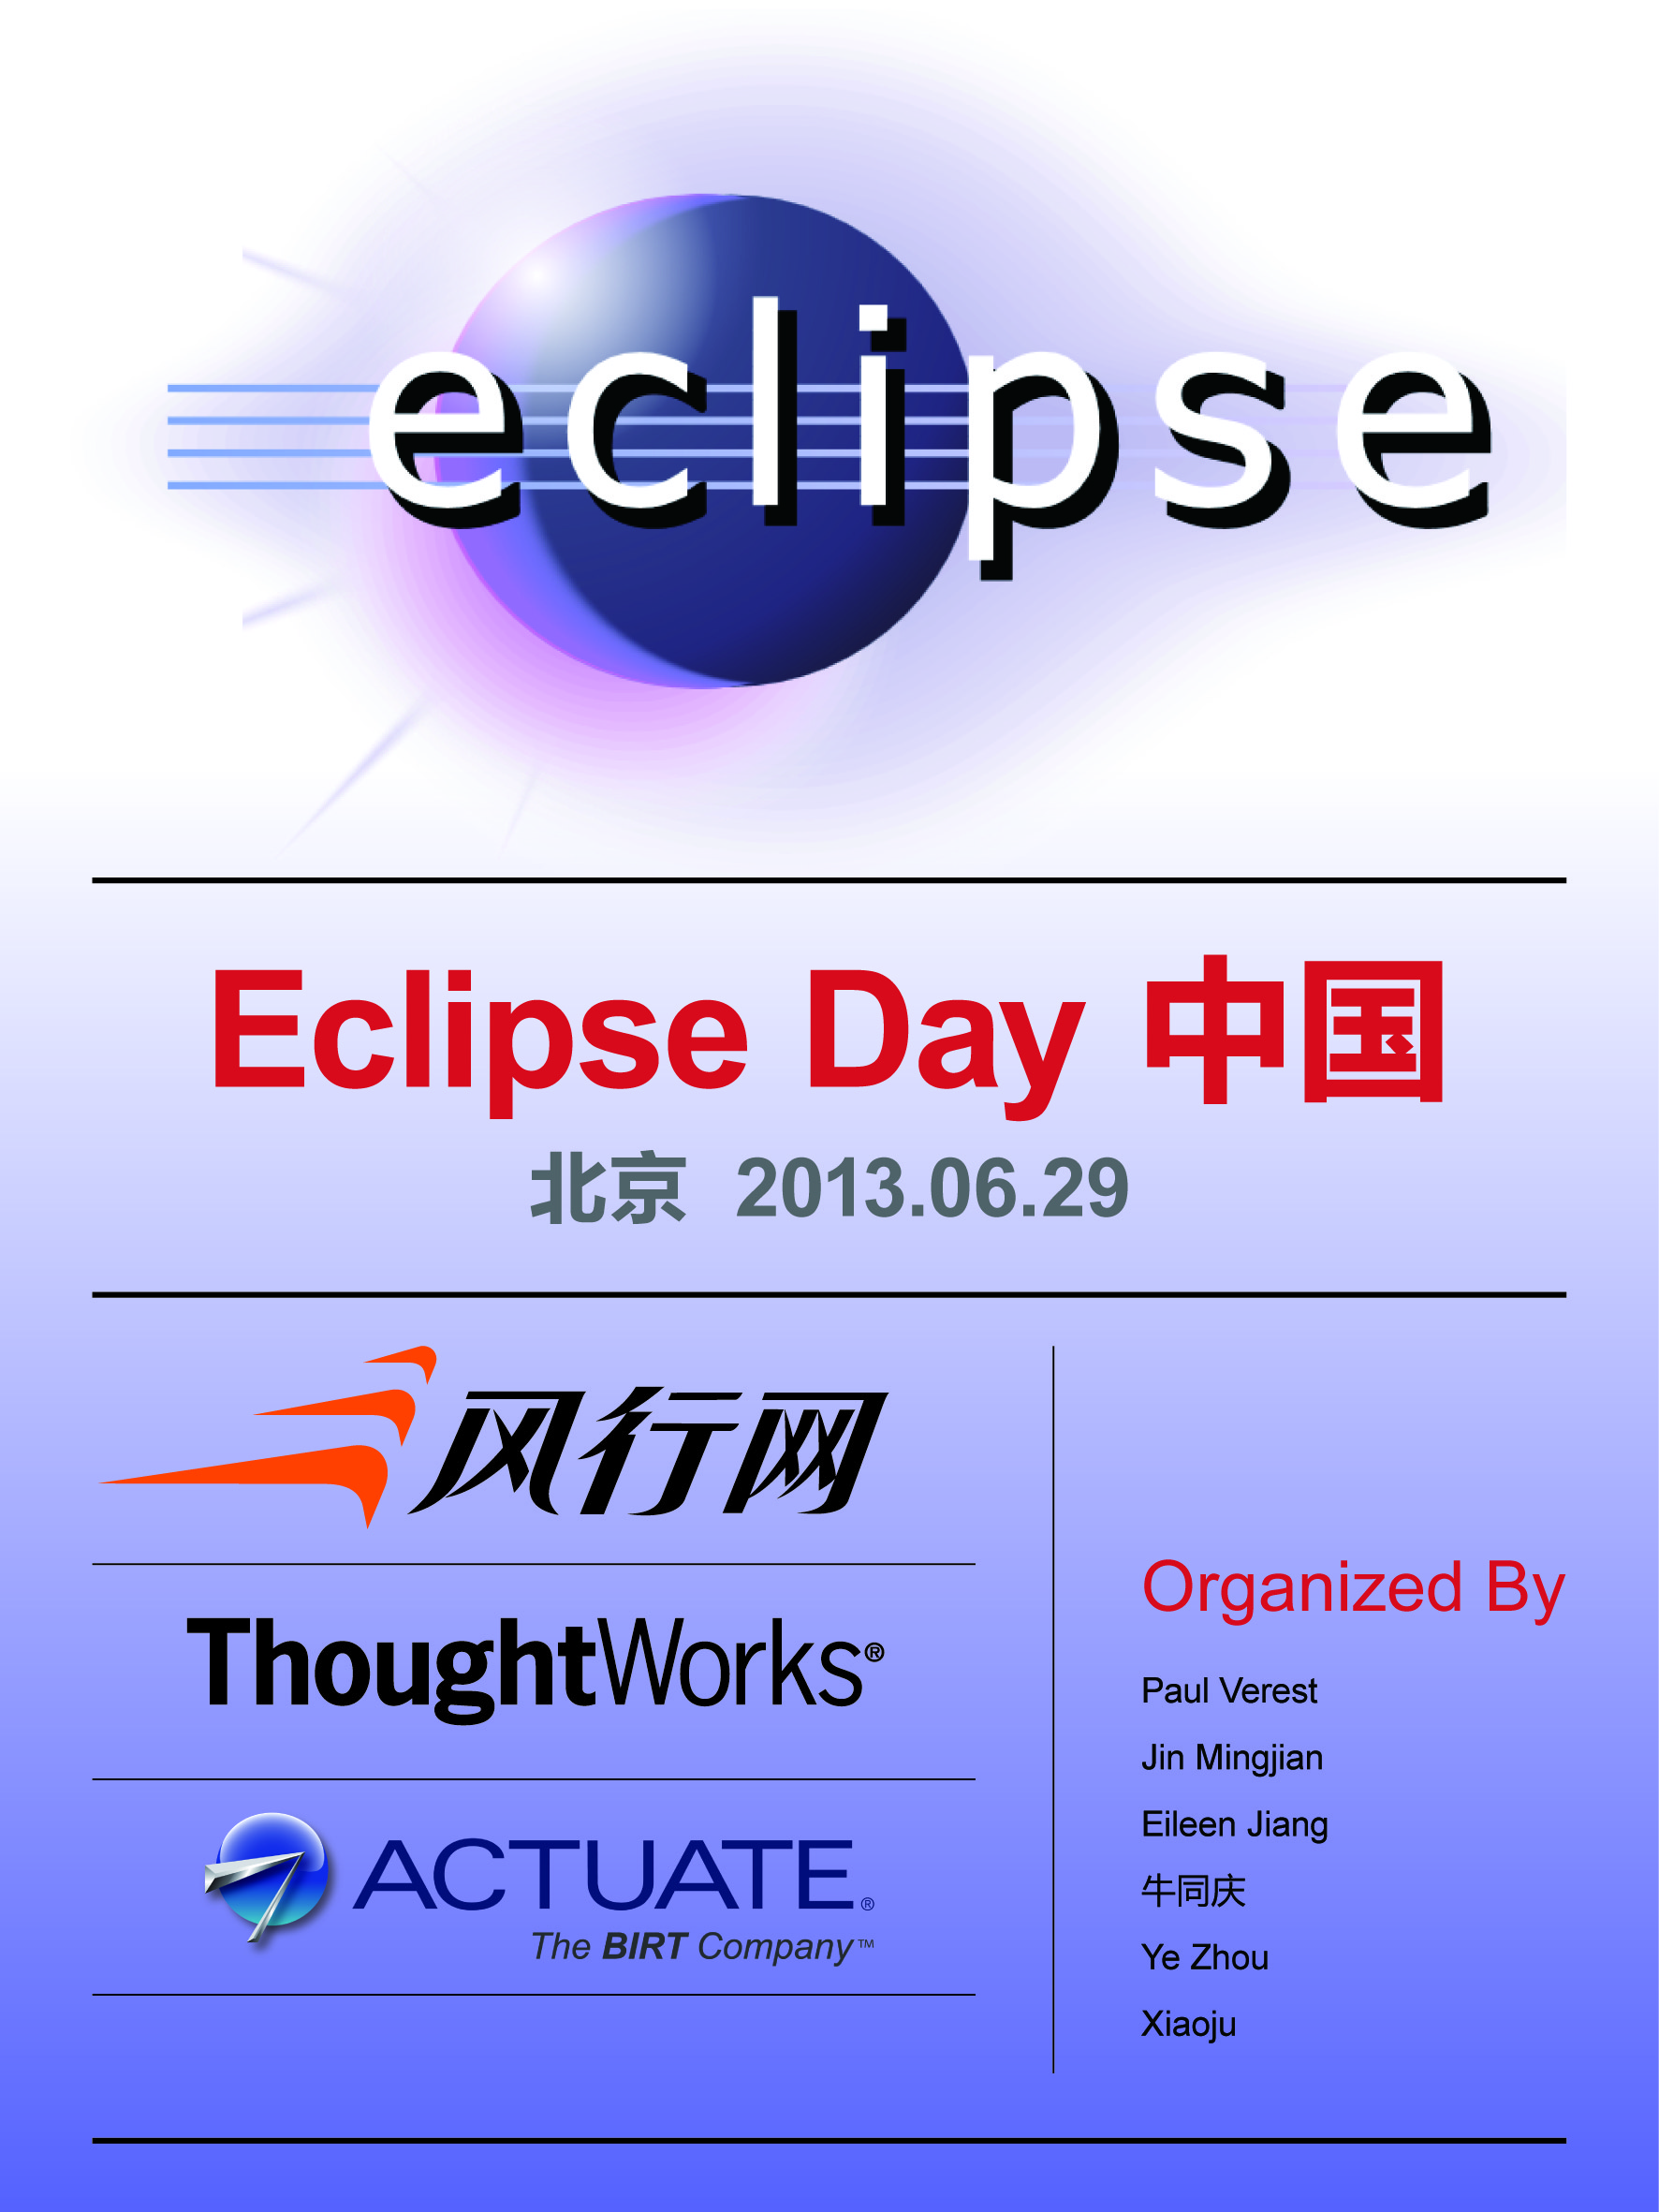 eclipse
Eclipse Day 中国
北京 2013.06.29
风行网
ThoughtWorks®
ACTUATE®
The BIRT Company™
Organized By
Paul Verest
Jin Mingjian
Eileen Jiang
牛同庆
Ye Zhou
Xiaoju